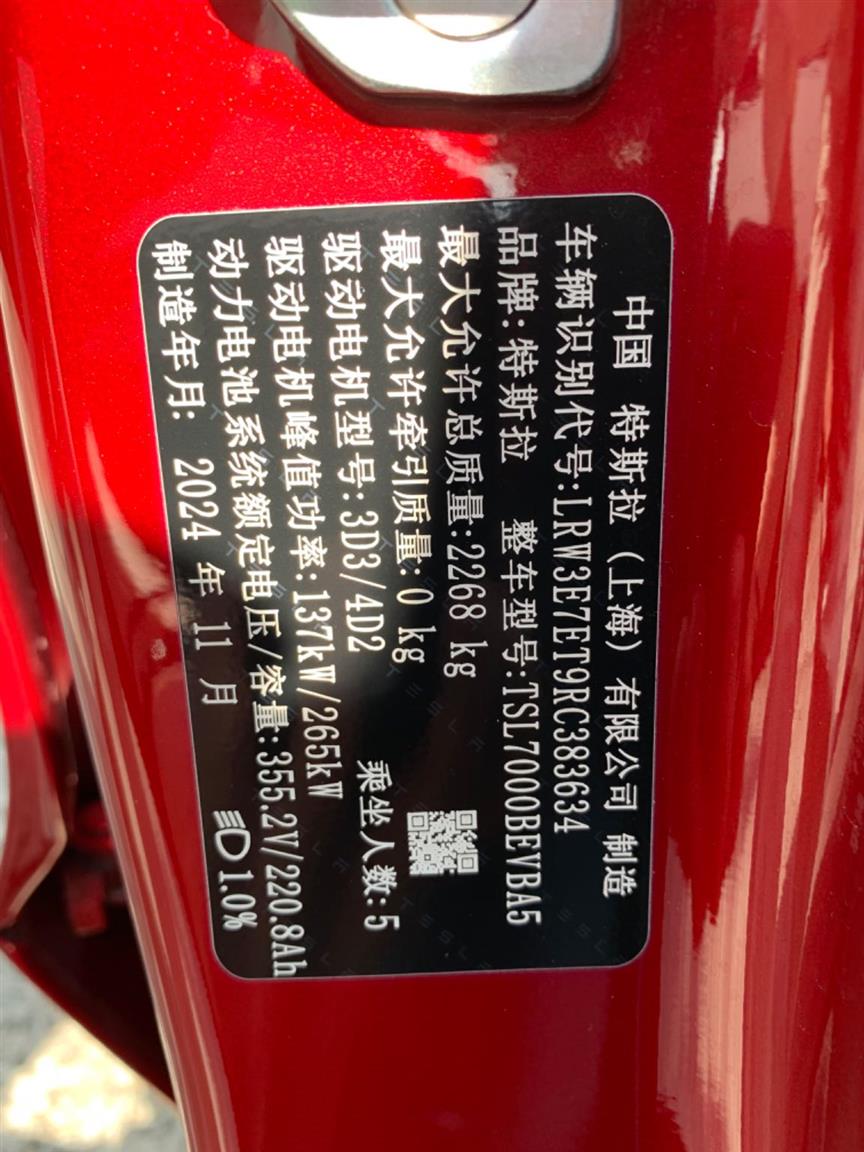 中国 特斯拉（上海）有限公司 制造
车辆识别代号:LRW3E7ET9RC383634
品牌:特斯拉 整车型号:TSL7000BEVBA5
最大允许总质量:2268 kg
最大允许牵引质量:0 kg
驱动电机型号:3D3/4D2 乘坐人数:5
驱动电机峰值功率:137kW/265kW
动力电池系统额定电压/容量:355.2V/220.8Ah
制造年月: 2024 年 11 月 1.0%